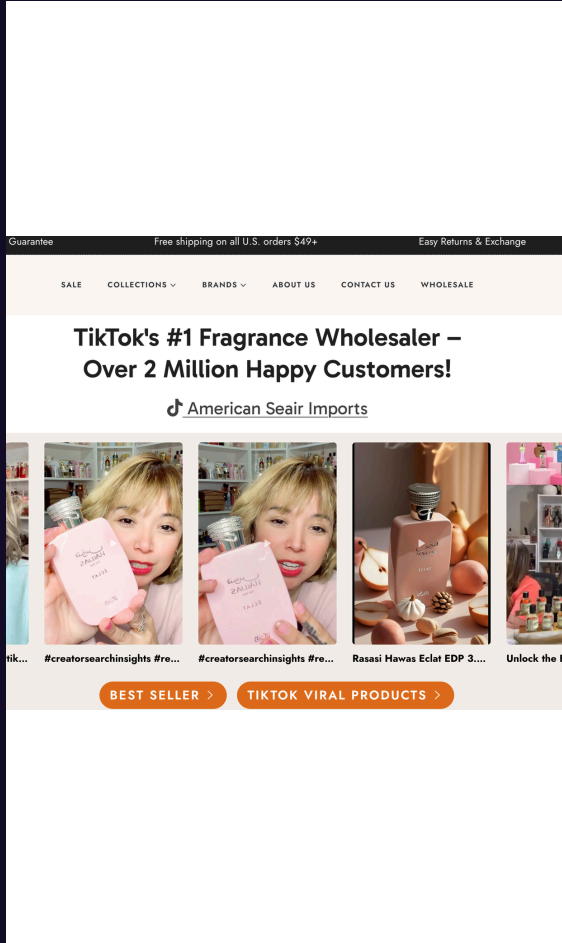 Guarantee
Free shipping on all U.S. orders $49+
Easy Returns & Exchange
SALE
COLLECTIONS
BRANDS
ABOUT US
CONTACT US
WHOLESALE
TikTok's #1 Fragrance Wholesaler –
Over 2 Million Happy Customers!
American Seair Imports
tik...
#creatorsearchinsights #re...
#creatorsearchinsights #re...
Rasasi Hawas Eclat EDP 3....
Unlock the
BEST SELLER
TIKTOK VIRAL PRODUCTS